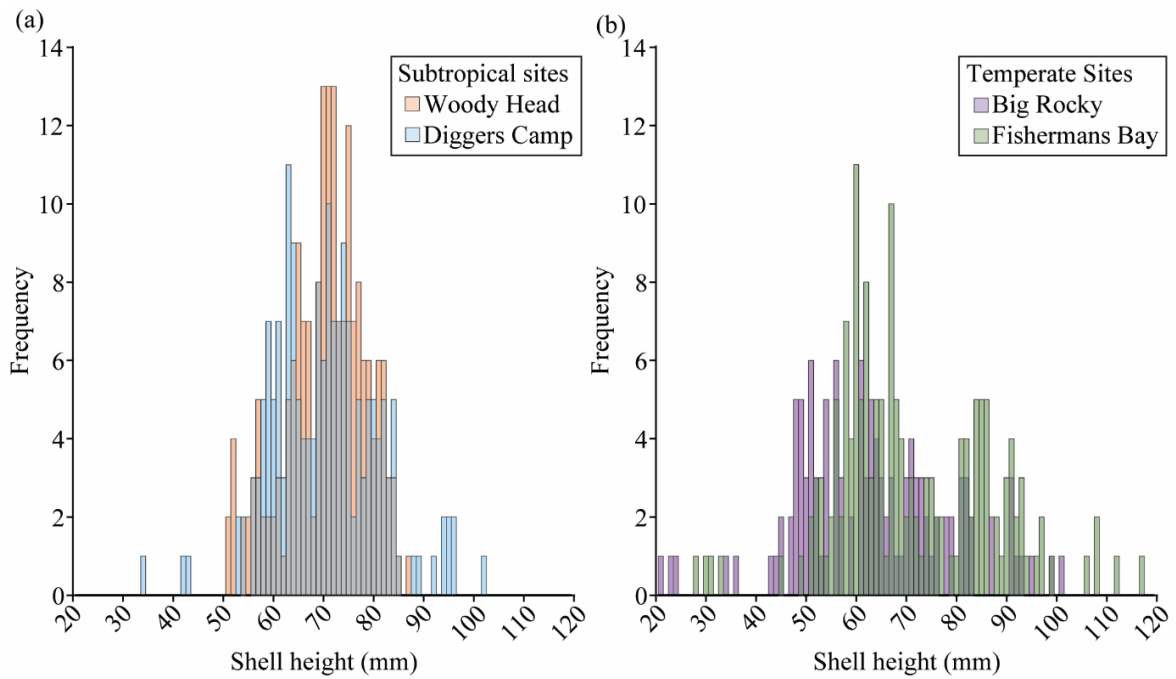 (a)
14
12
10
8
6
4
2
0
Frequency
Subtropical sites
Woody Head
Diggers Camp
20 30 40 50 60 70 80 90 100 110 120
Shell height (mm)
(b)
14
12
10
8
6
4
2
0
Frequency
Temperate Sites
Big Rocky
Fishermans Bay
20 30 40 50 60 70 80 90 100 110 120
Shell height (mm)